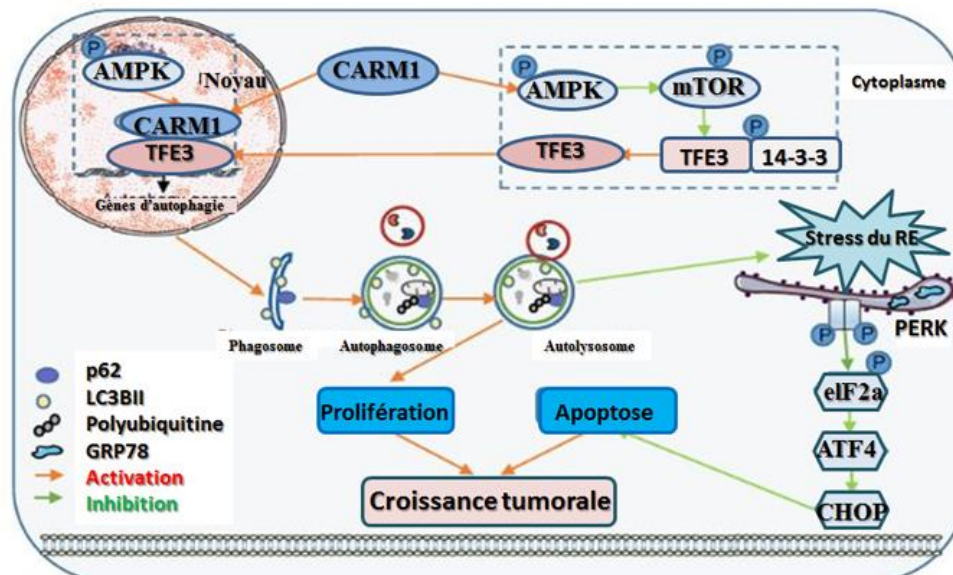 P
AMPK
Noyau
CARM1
TFE3
Gènes d'autophagie
CARM1
P
AMPK
P
mTOR
Cytoplasme
TFE3
P
TFE3
14-3-3
Stress du RE
PERK
P
P
P
elF2a
ATF4
CHOP
Phagosome
Autophagosome
Autolysosome
Prolifération
Apoptose
Croissance tumorale
p62
LC3BII
Polyubiquitine
GRP78
Activation
Inhibition